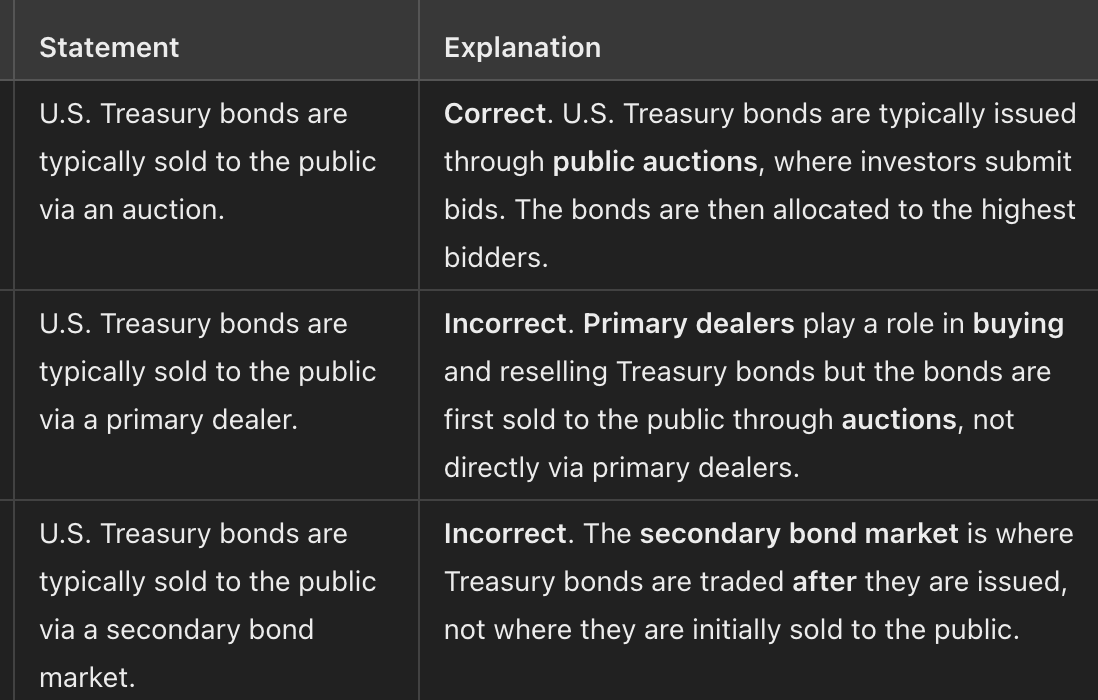 Statement
Explanation
U.S. Treasury bonds are
typically sold to the public
via an auction.
Correct. U.S. Treasury bonds are typically issued
through public auctions, where investors submit
bids. The bonds are then allocated to the highest
bidders.
U.S. Treasury bonds are
typically sold to the public
via a primary dealer.
Incorrect. Primary dealers play a role in buying
and reselling Treasury bonds but the bonds are
first sold to the public through auctions, not
directly via primary dealers.
U.S. Treasury bonds are
typically sold to the public
via a secondary bond
market.
Incorrect. The secondary bond market is where
Treasury bonds are traded after they are issued,
not where they are initially sold to the public.